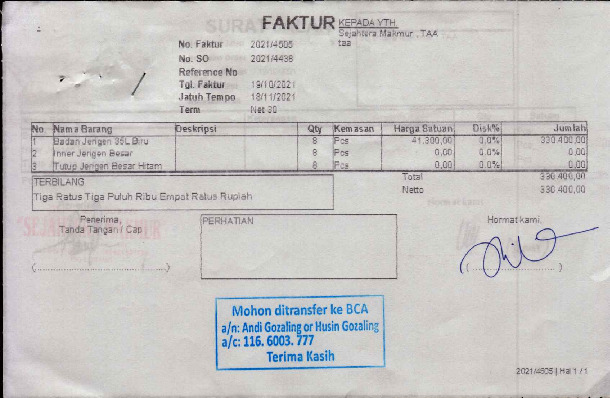 FAKTUR
KEPADA YTH.
Sejahtera Makmur , TAA
taa
No. Faktur 2021/4605
No. SO 2021/4436
Reference No
Tgl. Faktur 19/10/2021
Jatuh Tempo 18/11/2021
Term Net 30
No. Nama Barang Deskripsi Qty Kemasan Harga Satuan Disk% Jumlah
1 Badan Jerigen 35L Biru 8 Pcs 41.300,00 0.0% 330.400,00
2 Inner Jerigen Besar 8 Pcs 0,00 0.0% 0,00
3 Tutup Jerigen Besar Hitam 8 Pcs 0,00 0.0% 0,00
Total 330.400,00
Netto 330.400,00
TERBILANG
Tiga Ratus Tiga Puluh Ribu Empat Ratus Rupiah
Penerima,
Tanda Tangan / Cap
PERHATIAN
Hormat kami,
Mohon ditransfer ke BCA
a/n: Andi Gozaling or Husin Gozaling
a/c: 116. 6003. 777
Terima Kasih
2021/4605 | Hal 1 / 1